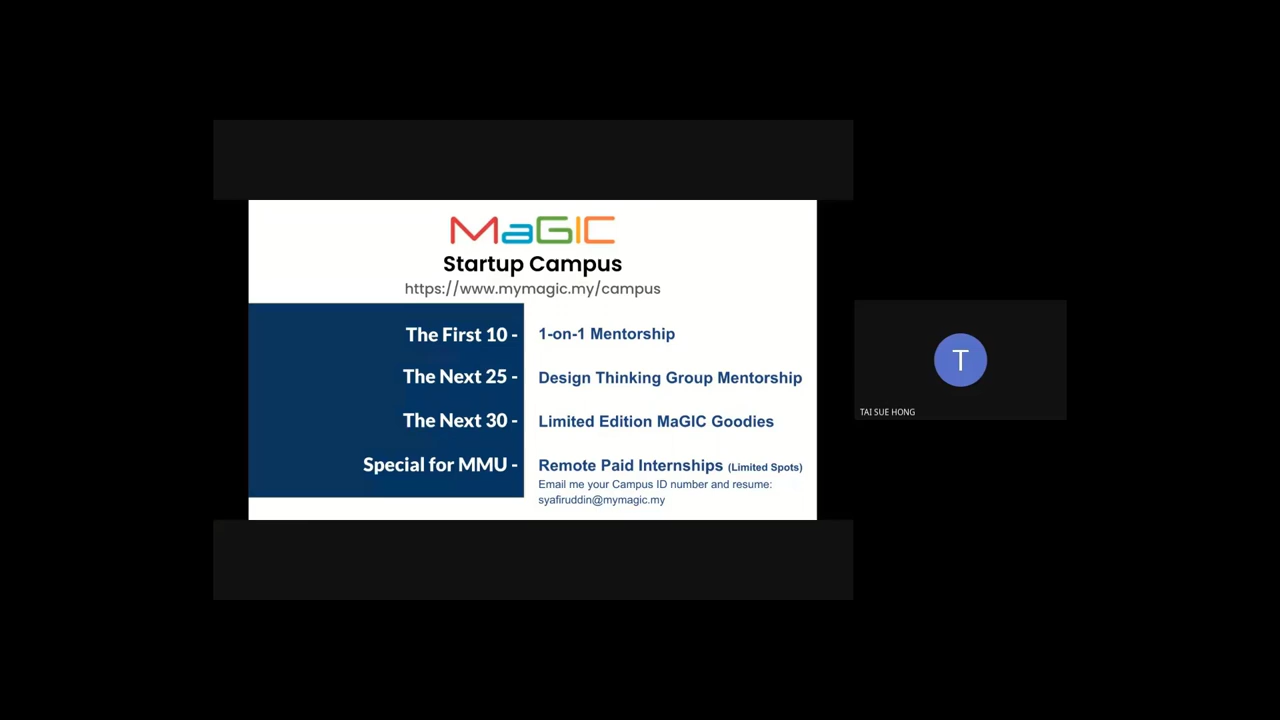 MaGIC
Startup Campus
https://www.mymagic.my/campus
The First 10 - 1-on-1 Mentorship
The Next 25 - Design Thinking Group Mentorship
The Next 30 - Limited Edition MaGIC Goodies
Special for MMU - Remote Paid Internships (Limited Spots)
Email me your Campus ID number and resume:
syafiruddin@mymagic.my
T
TAI SUE HONG